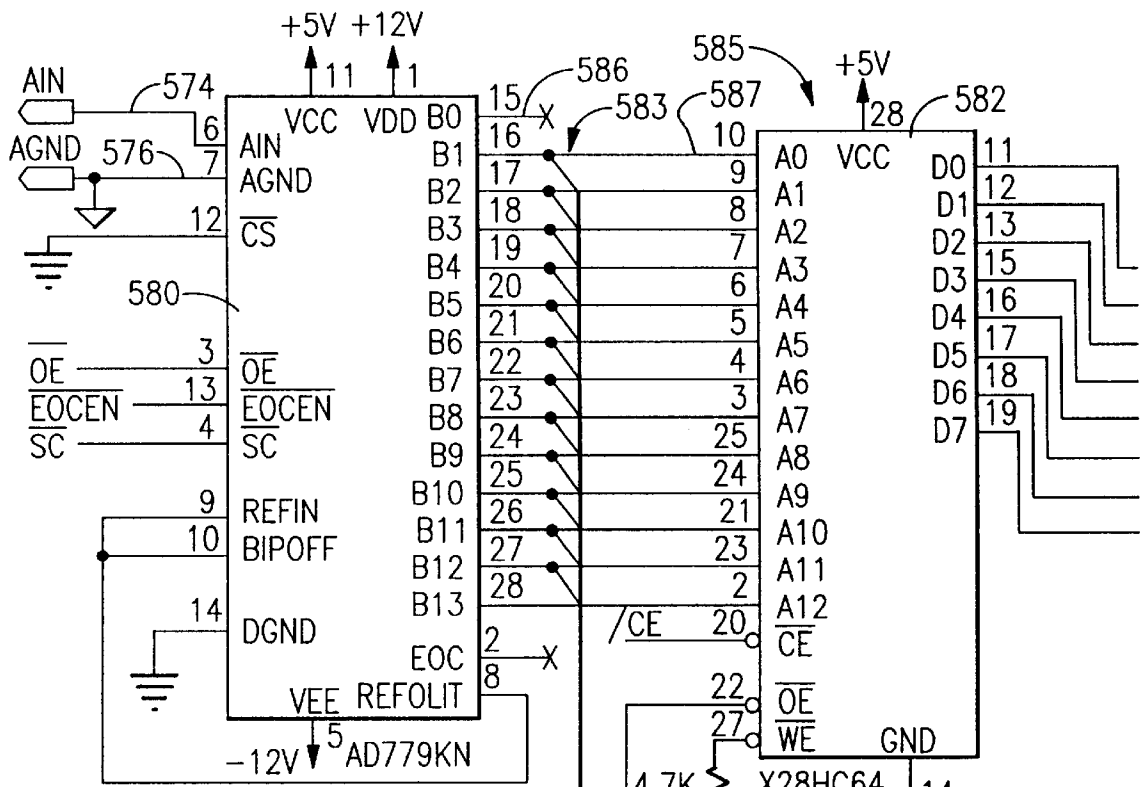 +5V +12V
AIN 574 11 1
6 AIN VCC VDD B0 15 586
AGND 576 7 AGND
12 CS
580
OE 3 OE
EOCEN 13 EOCEN
SC 4 SC
9 REFIN
10 BIPOFF
14 DGND
583 587
B1 16
B2 17
B3 18
B4 19
B5 20
B6 21
B7 22
B8 23
B9 24
B10 25
B11 26
B12 27
B13 28
EOC 2
REFOLIT 8
VEE
5
-12V AD779KN
585 +5V
28 582
VCC
10 A0
9 A1
8 A2
7 A3
6 A4
5 A5
4 A6
3 A7
25 A8
24 A9
21 A10
23 A11
2 A12
/CE 20 CE
22 OE
27 WE
GND
D0 11
D1 12
D2 13
D3 15
D4 16
D5 17
D6 18
D7 19
4.7K X28HC64 14